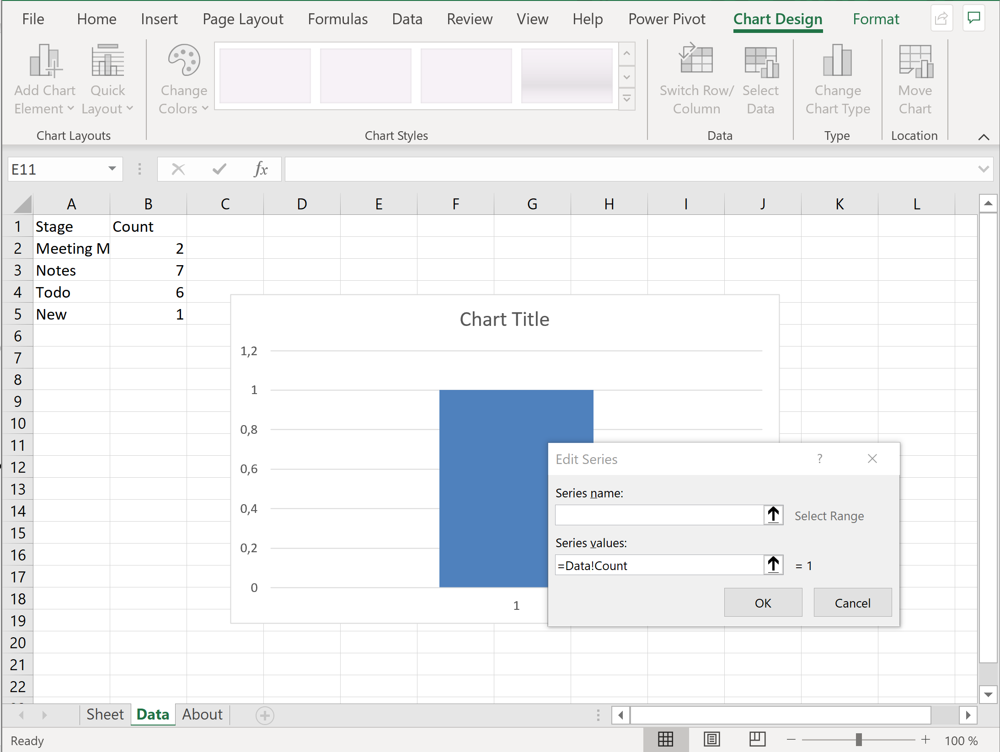 File Home Insert Page Layout Formulas Data Review View Help Power Pivot Chart Design Format
Add Chart Element
Quick Layout
Change Colors
Switch Row/ Column
Select Data
Change Chart Type
Move Chart
Chart Layouts Chart Styles Data Type Location
E11 fx
A B C D E F G H I J K L
1 Stage Count
2 Meeting M 2
3 Notes 7
4 Todo 6
5 New 1
6
7
8
9
10
11
12
13
14
15
16
17
18
19
20
21
22
Chart Title
1,2
1
0,8
0,6
0,4
0,2
0
1
Edit Series ?
Series name:
Select Range
Series values:
=Data!Count = 1
OK Cancel
Sheet Data About
Ready 100 %